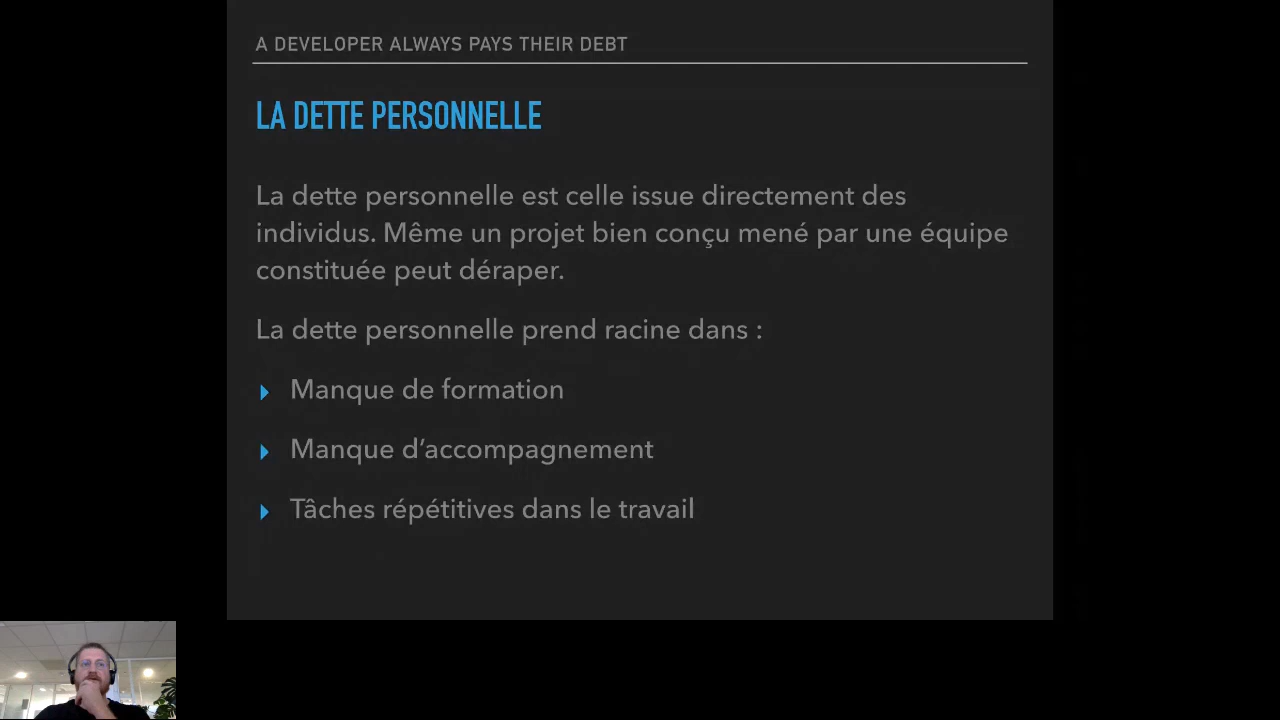 A DEVELOPER ALWAYS PAYS THEIR DEBT
LA DETTE PERSONNELLE
La dette personnelle est celle issue directement des
individus. Même un projet bien conçu mené par une équipe
constituée peut déraper.
La dette personnelle prend racine dans :
Manque de formation
Manque d’accompagnement
Tâches répétitives dans le travail